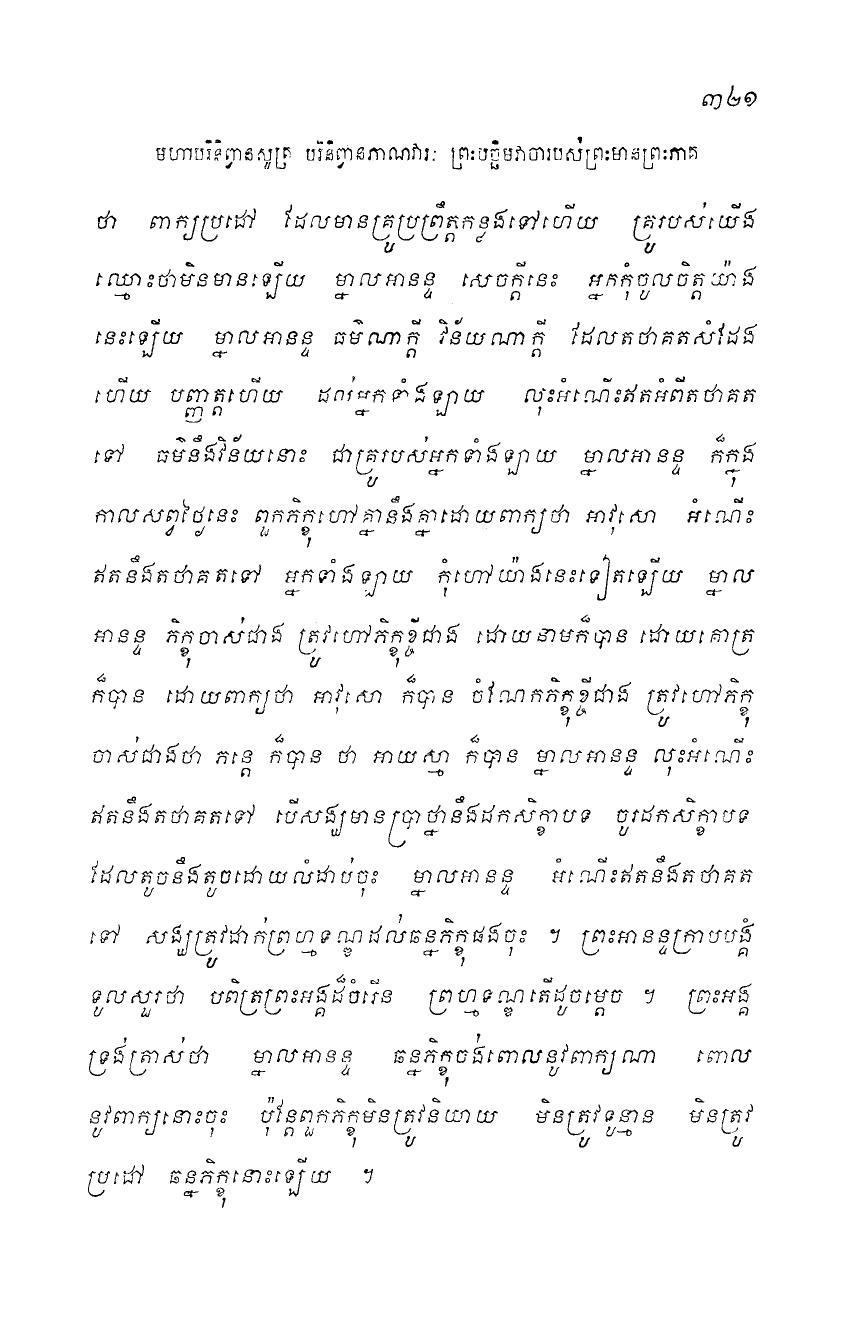 ៣២១
មហាបរិនិព្វានសូត្រ បរិនិព្វានភាណវារៈ ព្រះបច្ឆិមវាចារបស់ព្រះមានព្រះភាគ
ថា ពាក្យប្រដៅ ដែលមានគ្រូប្រព្រឹត្តកន្លងទៅហើយ គ្រូរបស់យើង
ឈ្មោះថាមិនមានឡើយ ម្នាលអានន្ទ សេចក្តីនេះ អ្នកកុំចូលចិត្តយ៉ាង
នេះឡើយ ម្នាលអានន្ទ ធម៌ណាក្តី វិន័យណាក្តី ដែលតថាគតសំដែង
ហើយ បញ្ញត្តហើយ ដល់អ្នកទាំងឡាយ លុះអំណើះឥតអំពីតថាគត
ទៅ ធម៌នឹងវិន័យនោះ ជាគ្រូរបស់អ្នកទាំងឡាយ ម្នាលអានន្ទ ក៏ក្នុង
កាលសព្វថ្ងៃនេះ ពួកភិក្ខុហៅគ្នានឹងគ្នាដោយពាក្យថា អាវុសោ អំណើះ
ឥតនឹងតថាគតទៅ អ្នកទាំងឡាយ កុំហៅយ៉ាងនេះទៀតឡើយ ម្នាល
អានន្ទ ភិក្ខុចាស់ជាង ត្រូវហៅភិក្ខុខ្ចីជាង ដោយនាមក៏បាន ដោយគោត្រ
ក៏បាន ដោយពាក្យថា អាវុសោ ក៏បាន ចំណែកភិក្ខុខ្ចីជាង ត្រូវហៅភិក្ខុ
ចាស់ជាងថា ភន្តេ ក៏បាន ថា អាយស្មា ក៏បាន ម្នាលអានន្ទ លុះអំណើះ
ឥតនឹងតថាគតទៅ បើសង្ឃមានប្រាថ្នានឹងដកសិក្ខាបទ ចូរដកសិក្ខាបទ
ដែលតូចនឹងតូចដោយលំដាប់ចុះ ម្នាលអានន្ទ អំណើះឥតនឹងតថាគត
ទៅ សង្ឃត្រូវដាក់ព្រហ្មទណ្ឌដល់ឆន្នភិក្ខុផងចុះ ។ ព្រះអានន្ទក្រាបបង្គំ
ទូលសួរថា បពិត្រព្រះអង្គដ៏ចំរើន ព្រហ្មទណ្ឌតើដូចម្តេច ។ ព្រះអង្គ
ទ្រង់ត្រាស់ថា ម្នាលអានន្ទ ឆន្នភិក្ខុចង់ពោលនូវពាក្យណា ពោល
នូវពាក្យនោះចុះ ប៉ុន្តែពួកភិក្ខុមិនត្រូវនិយាយ មិនត្រូវទូន្មាន មិនត្រូវ
ប្រដៅ ឆន្នភិក្ខុនោះឡើយ ។